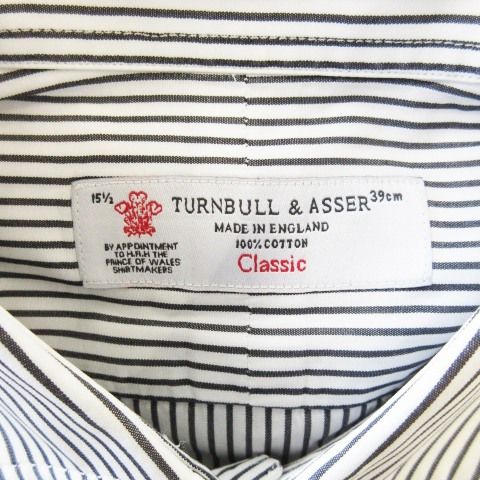 15½
TURNBULL & ASSER
39cm
MADE IN ENGLAND
100% COTTON
Classic
BY APPOINTMENT
TO H.R.H THE
PRINCE OF WALES
SHIRTMAKERS